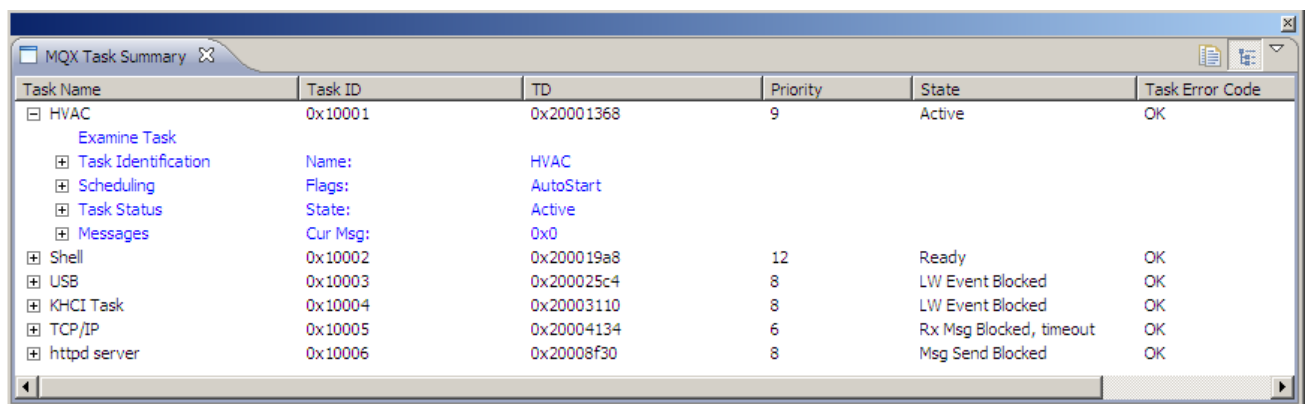 MQX Task Summary
Task Name Task ID TD Priority State Task Error Code
HVAC 0x10001 0x20001368 9 Active OK
Examine Task
Task Identification Name: HVAC
Scheduling Flags: AutoStart
Task Status State: Active
Messages Cur Msg: 0x0
Shell 0x10002 0x200019a8 12 Ready OK
USB 0x10003 0x200025c4 8 LW Event Blocked OK
KHCI Task 0x10004 0x20003110 8 LW Event Blocked OK
TCP/IP 0x10005 0x20004134 6 Rx Msg Blocked, timeout OK
httpd server 0x10006 0x20008f30 8 Msg Send Blocked OK